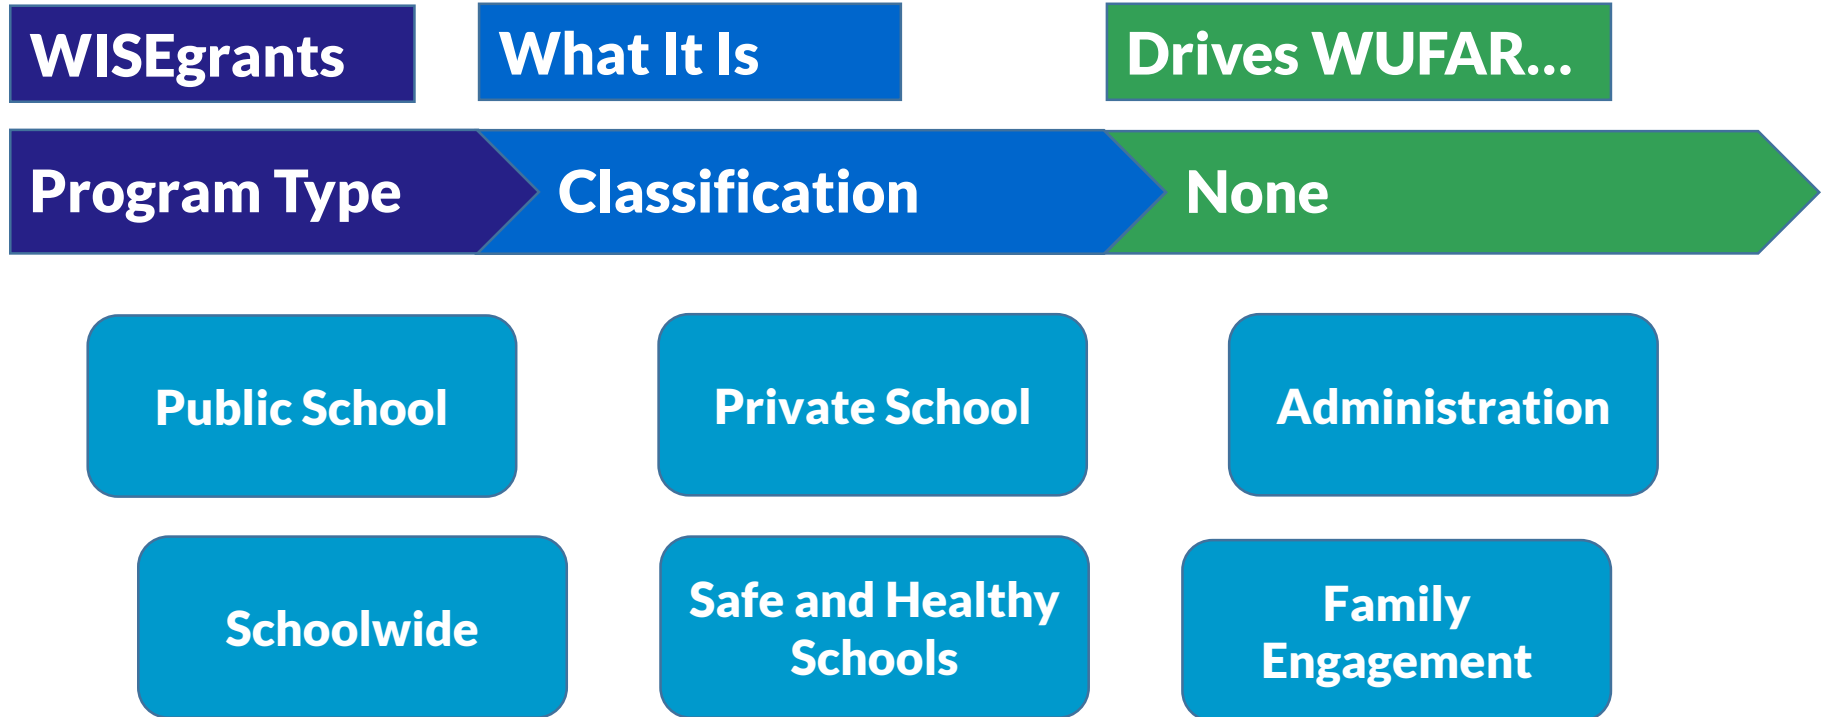 WISEgrants
What It Is
Drives WUFAR...
Program Type
Classification
None
Public School
Private School
Administration
Schoolwide
Safe and Healthy
Schools
Family
Engagement